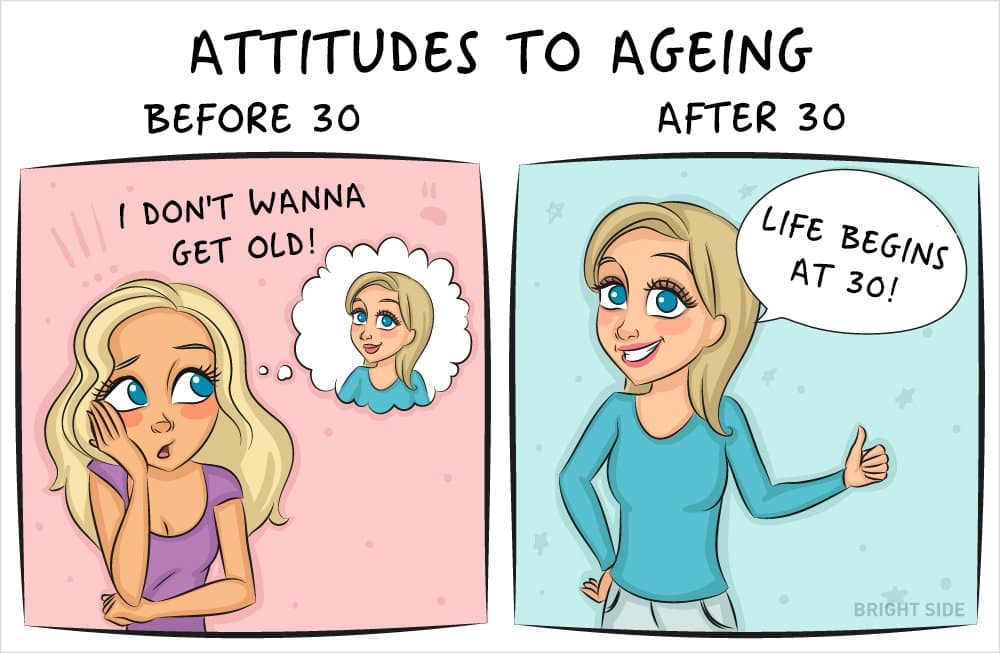 ATTITUDES TO AGEING
BEFORE 30
AFTER 30
I DON'T WANNA
GET OLD!
LIFE BEGINS
AT 30!
BRIGHT SIDE